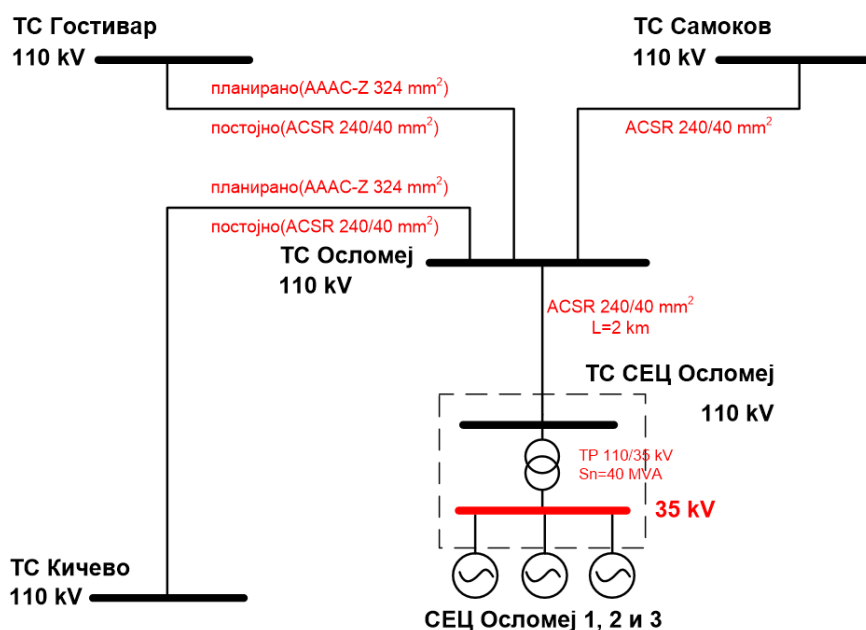 ТС Гостивар
110 kV
ТС Самоков
110 kV
планирано(AAAC-Z 324 mm²)
постојно(ACSR 240/40 mm²)
ACSR 240/40 mm²
планирано(AAAC-Z 324 mm²)
постојно(ACSR 240/40 mm²)
ТС Осломеј
110 kV
ACSR 240/40 mm²
L=2 km
ТС СЕЦ Осломеј
110 kV
ТР 110/35 kV
Sn=40 MVA
35 kV
ТС Кичево
110 kV
СЕЦ Осломеј 1, 2 и 3